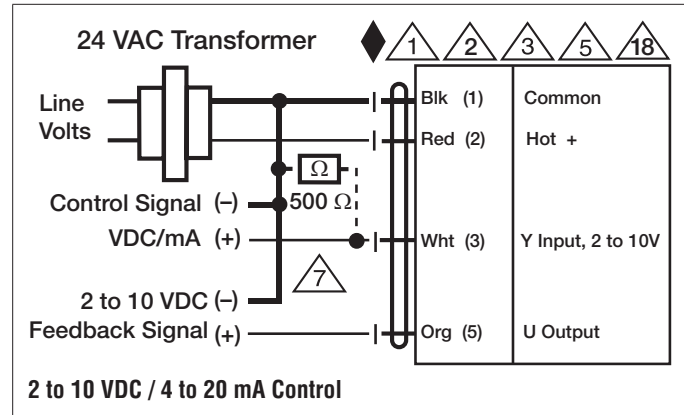 24 VAC Transformer
1 2 3 5 18
Line
Volts
Blk (1) Common
Red (2) Hot +
Ω
500 Ω
Control Signal (–)
VDC/mA (+)
Wht (3) Y Input, 2 to 10V
7
2 to 10 VDC (–)
Feedback Signal (+)
Org (5) U Output
2 to 10 VDC / 4 to 20 mA Control